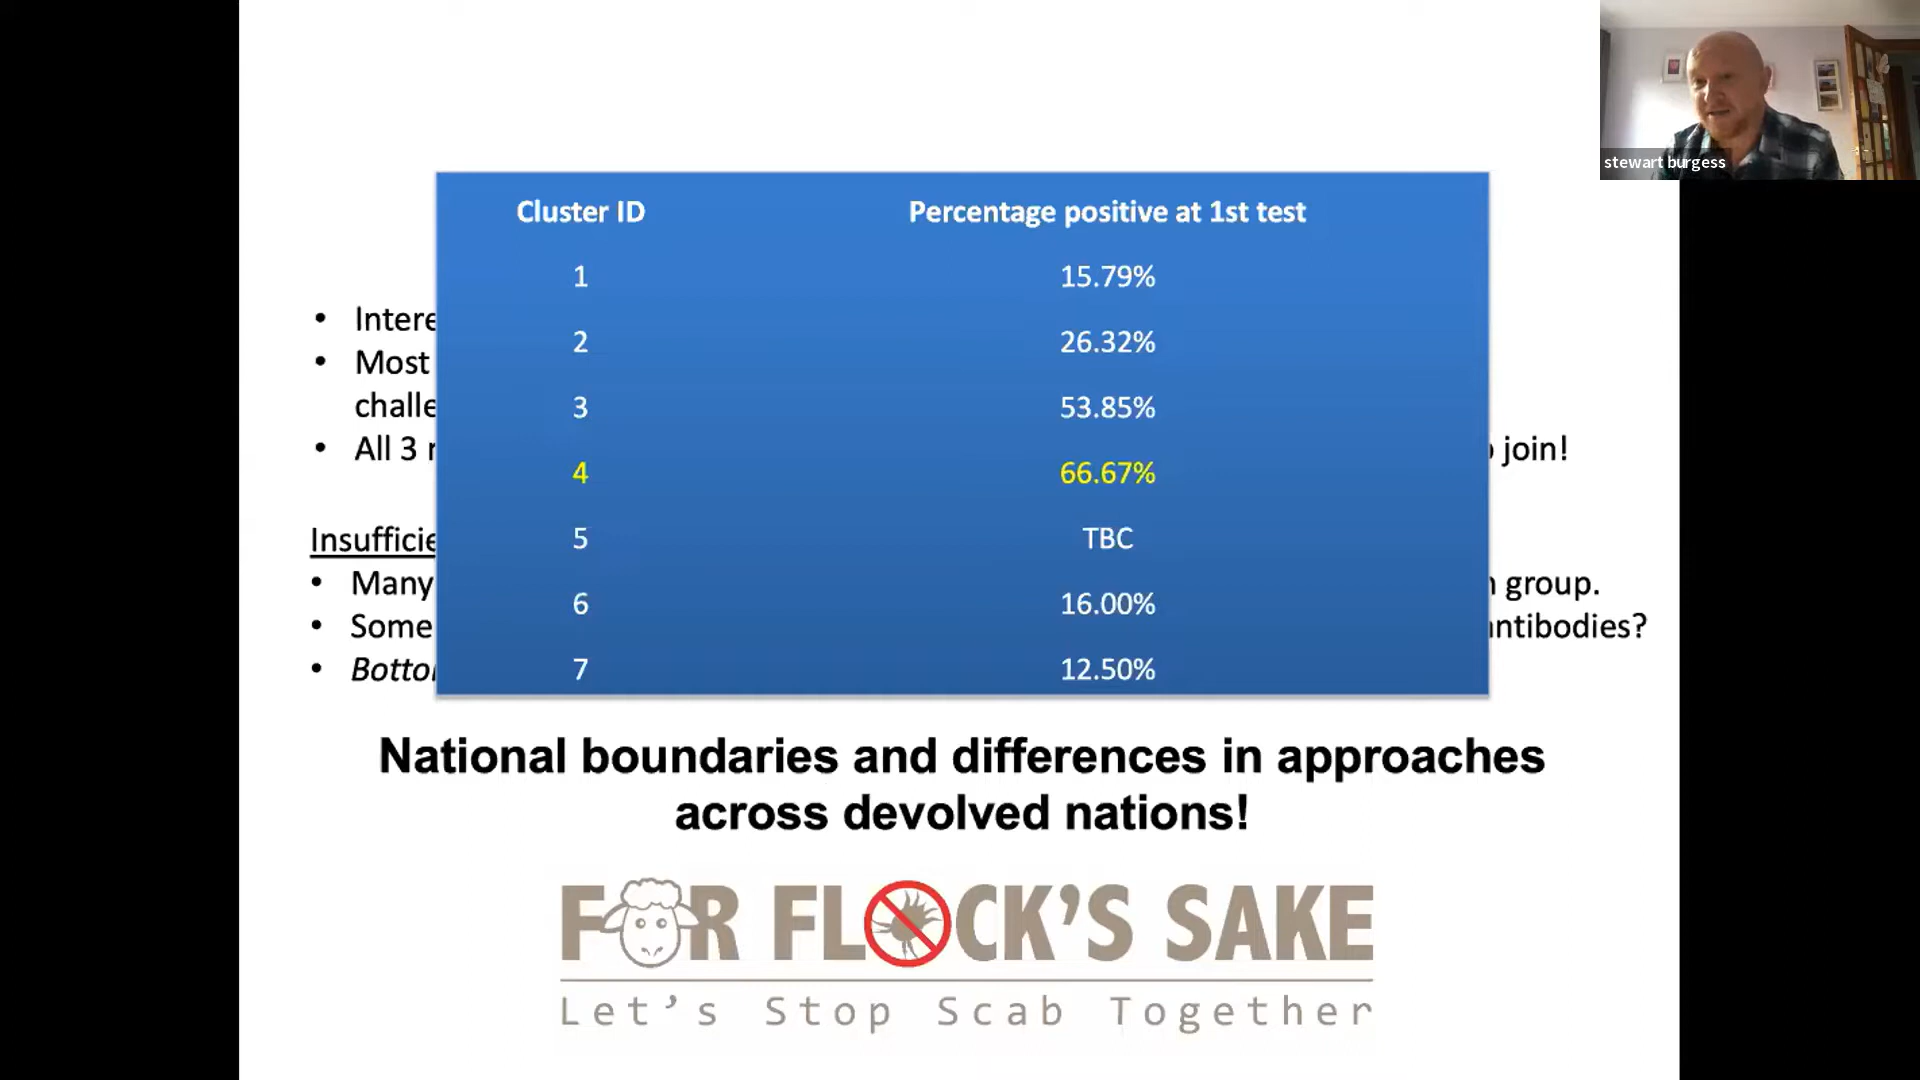 stewart burgess
Cluster ID Percentage positive at 1st test
1 15.79%
2 26.32%
3 53.85%
4 66.67%
5 TBC
6 16.00%
7 12.50%
• Intere
• Most
challe
• All 3 join!
Insufficie
• Many group.
• Some antibodies?
• Botto
National boundaries and differences in approaches
across devolved nations!
FOR FLOCK'S SAKE
Let's Stop Scab Together